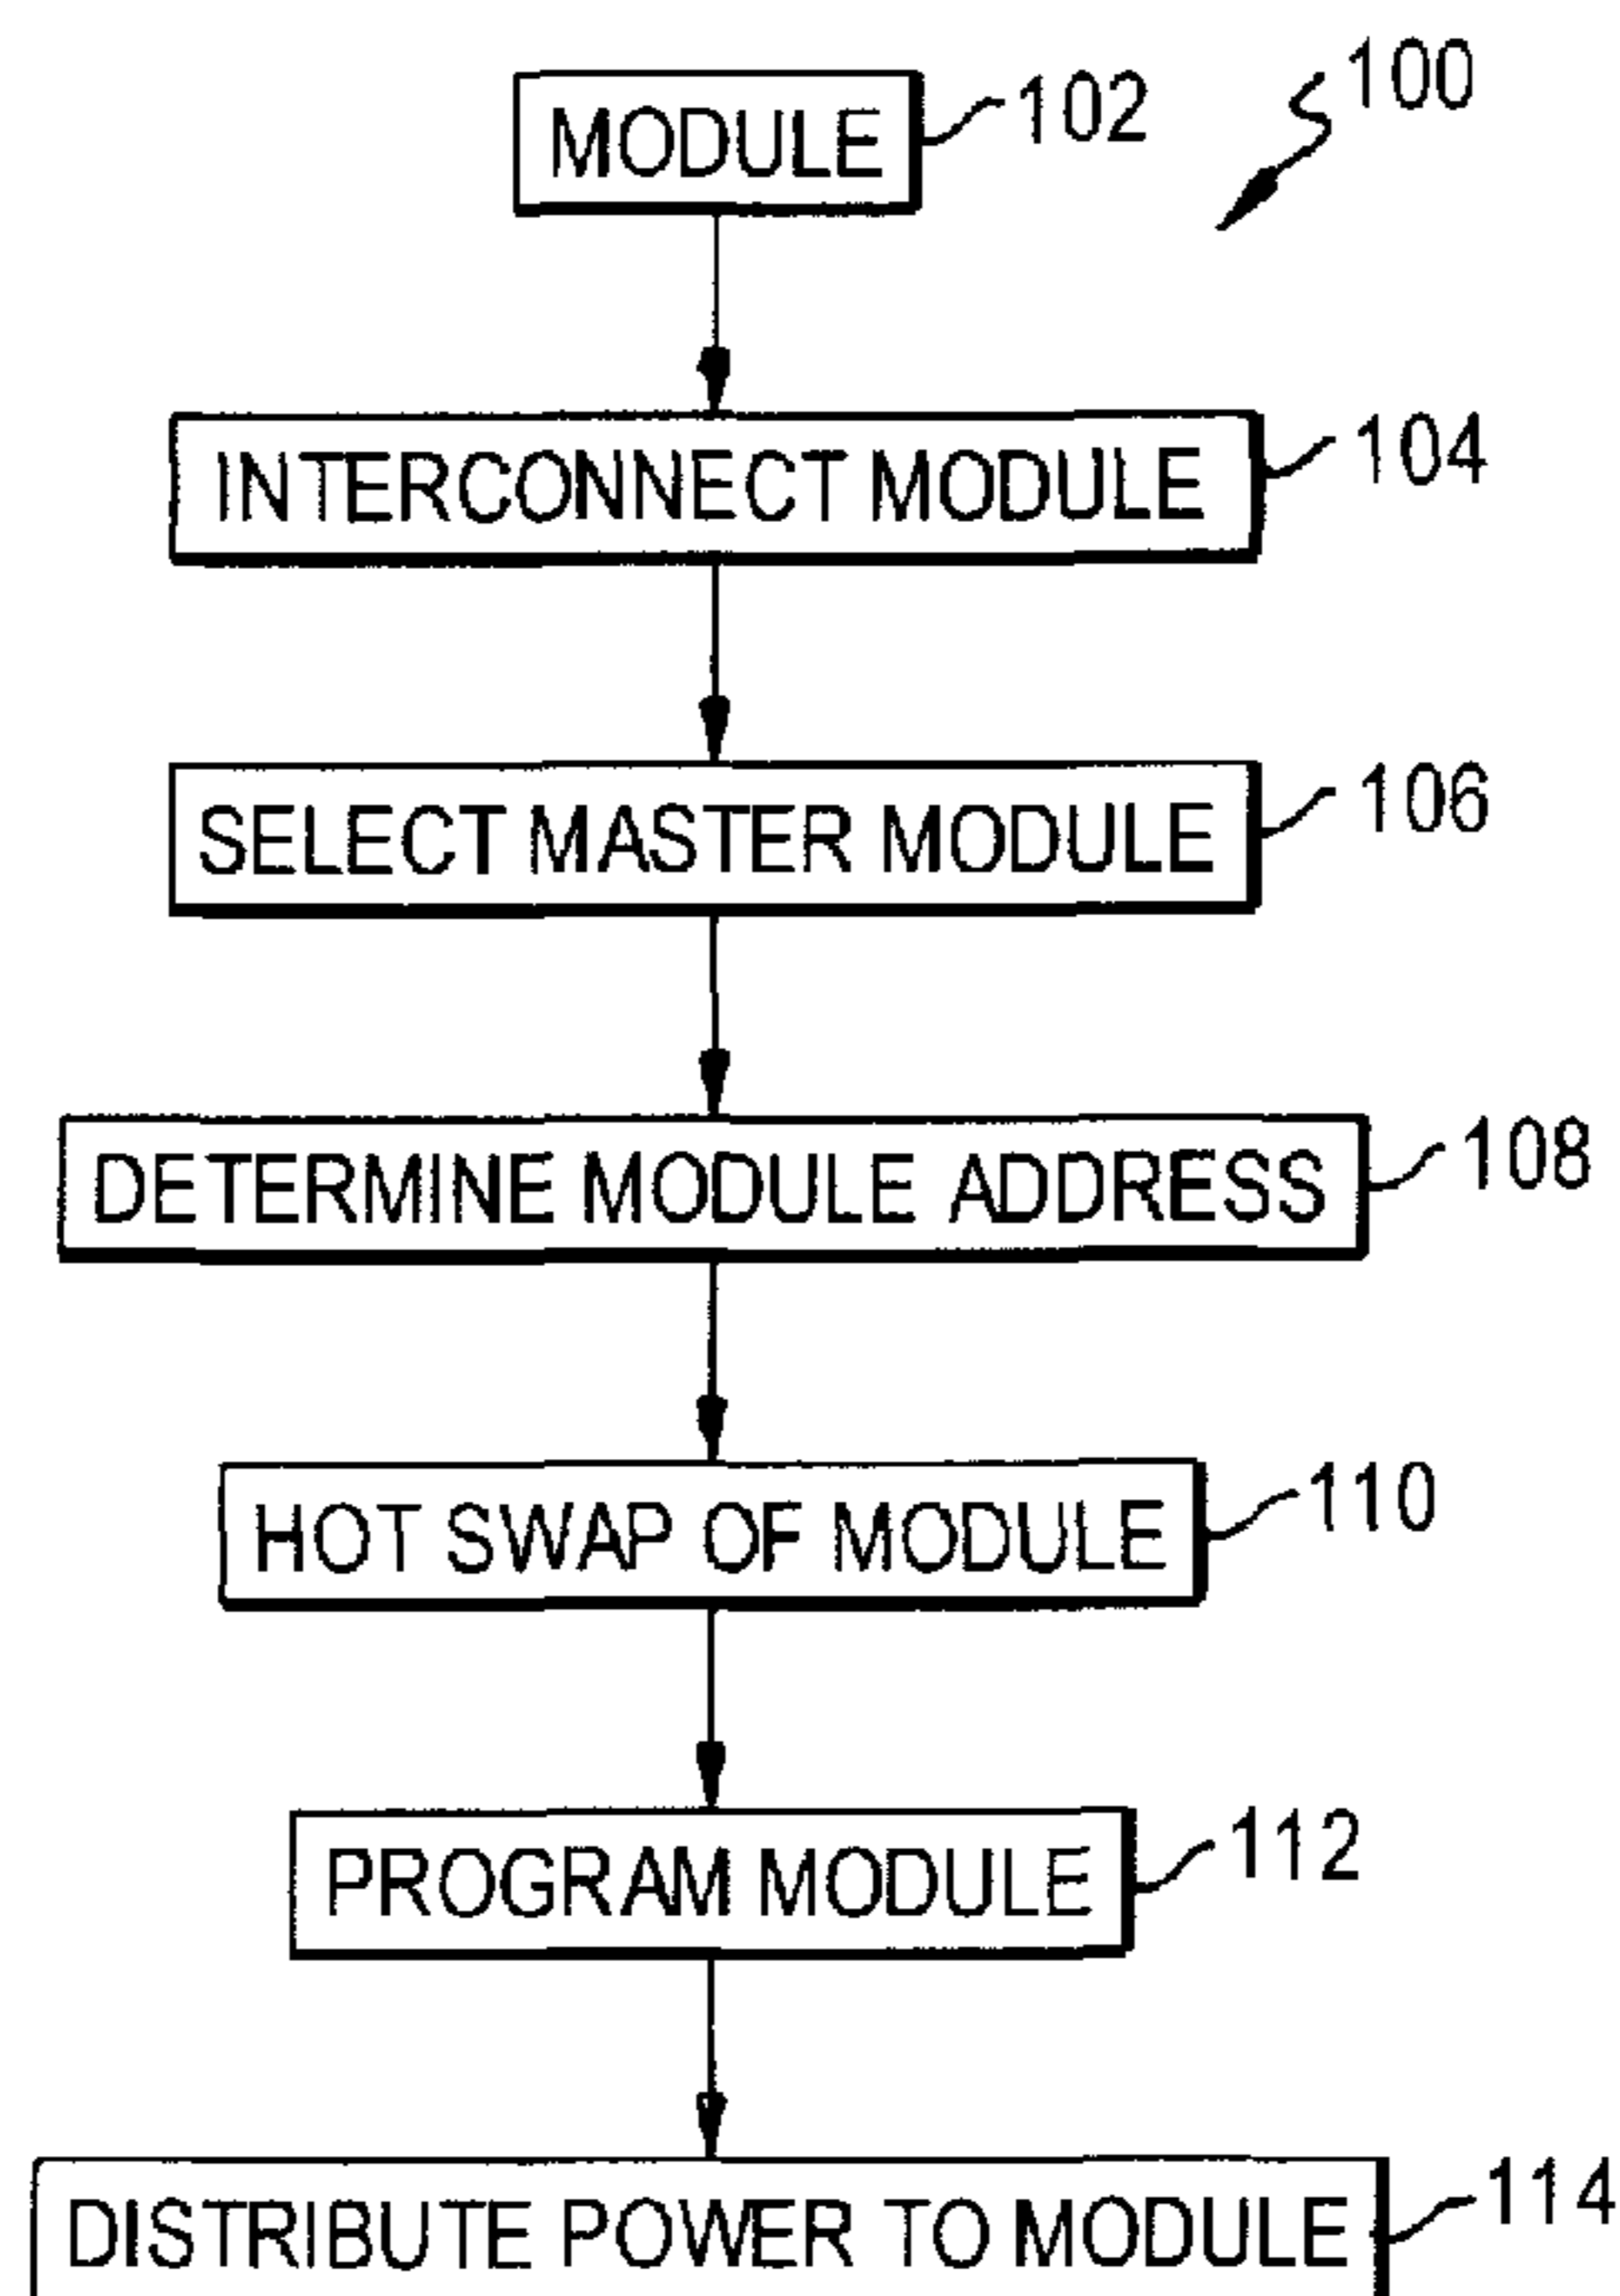 100
MODULE 102
INTERCONNECT MODULE 104
SELECT MASTER MODULE 106
DETERMINE MODULE ADDRESS 108
HOT SWAP OF MODULE 110
PROGRAM MODULE 112
DISTRIBUTE POWER TO MODULE 114